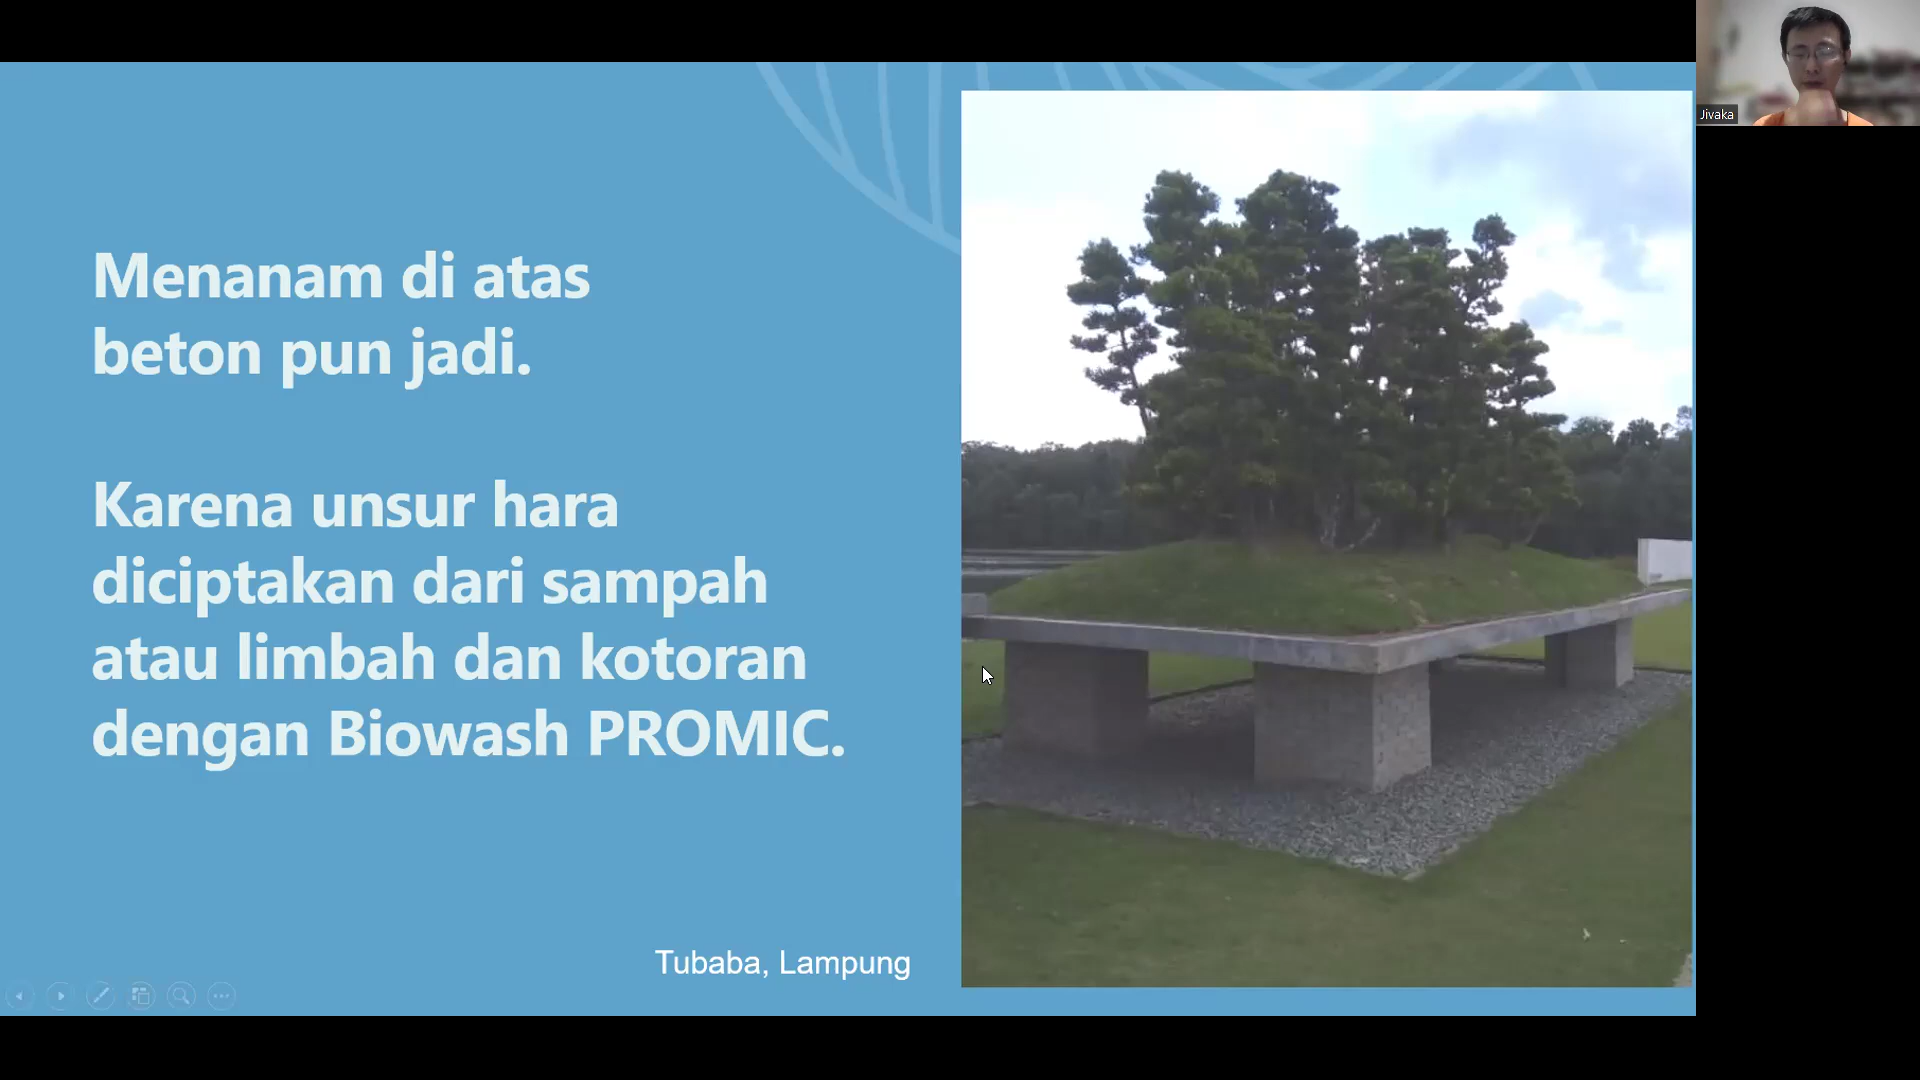 Menanam di atas
beton pun jadi.
Karena unsur hara
diciptakan dari sampah
atau limbah dan kotoran
dengan Biowash PROMIC.
Tubaba, Lampung
Jivaka